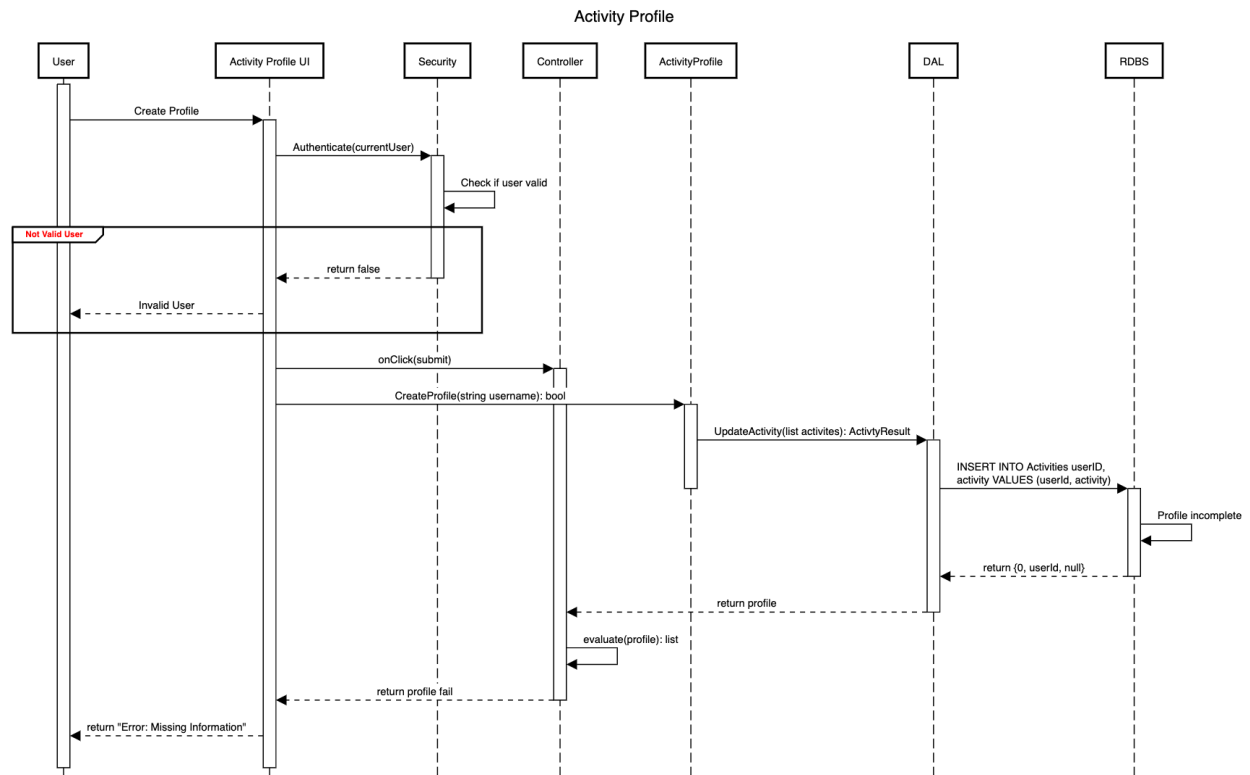 Activity Profile
User
Activity Profile UI
Security
Controller
ActivityProfile
DAL
RDBS
Create Profile
Authenticate(currentUser)
Check if user valid
Not Valid User
return false
Invalid User
onClick(submit)
CreateProfile(string username): bool
UpdateActivity(list activites): ActivtyResult
INSERT INTO Activities userID,
activity VALUES (userId, activity)
Profile incomplete
return {0, userId, null}
return profile
evaluate(profile): list
return profile fail
return "Error: Missing Information"